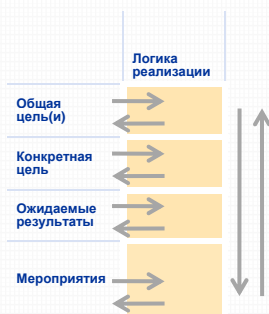 Логика
реализации
Общая
цель(и)
Конкретная
цель
Ожидаемые
результаты
Мероприятия